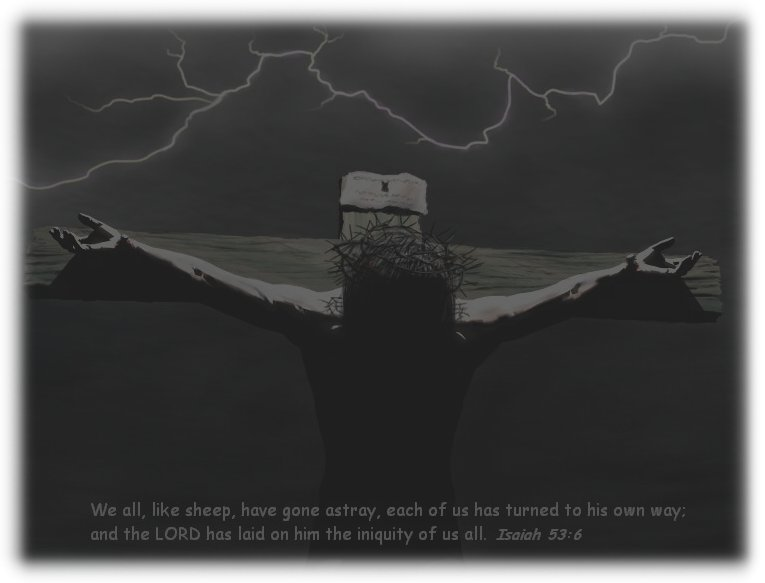 We all, like sheep, have gone astray, each of us has turned to his own way;
and the LORD has laid on him the iniquity of us all. Isaiah 53:6